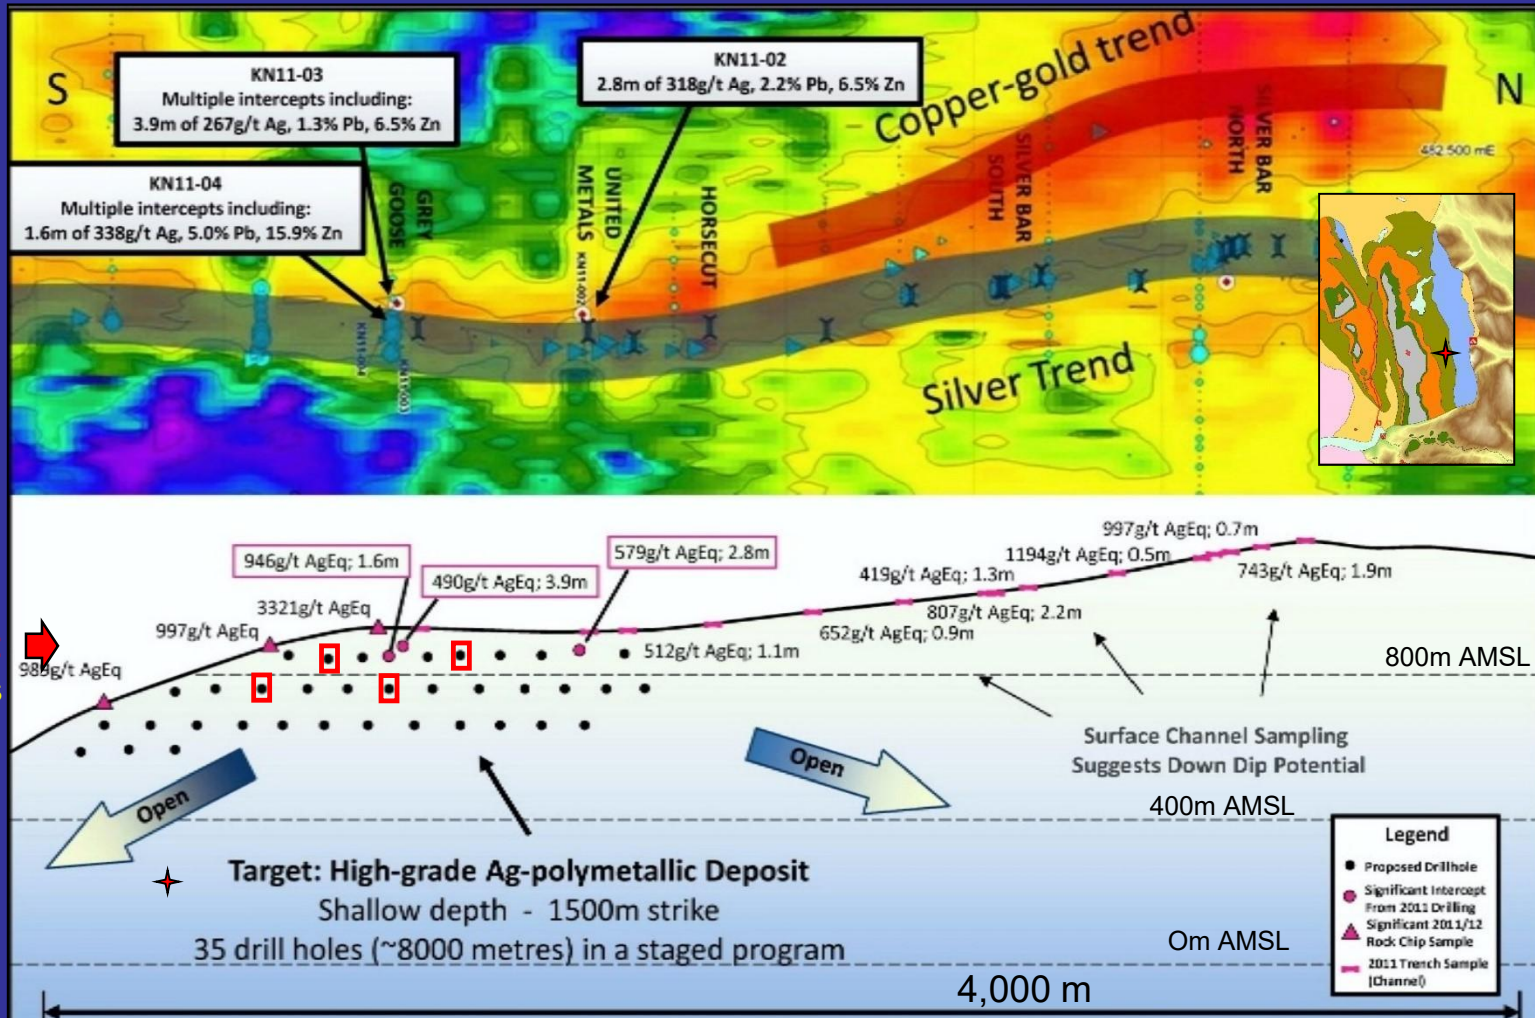 S
N
KN11-03
Multiple intercepts including:
3.9m of 267g/t Ag, 1.3% Pb, 6.5% Zn
KN11-02
2.8m of 318g/t Ag, 2.2% Pb, 6.5% Zn
KN11-04
Multiple intercepts including:
1.6m of 338g/t Ag, 5.0% Pb, 15.9% Zn
Copper-gold trend
482 500 mE
GREY
GOOSE
UNITED
METALS
HORSECUT
SILVER BAR
SOUTH
SILVER BAR
NORTH
KN11-002
KN11-004
KN11-003
Silver Trend
997g/t AgEq; 0.7m
1194g/t AgEq; 0.5m
743g/t AgEq; 1.9m
419g/t AgEq; 1.3m
807g/t AgEq; 2.2m
652g/t AgEq; 0.9m
512g/t AgEq; 1.1m
946g/t AgEq; 1.6m
490g/t AgEq; 3.9m
579g/t AgEq; 2.8m
3321g/t AgEq
997g/t AgEq
g/t AgEq
800m AMSL
Surface Channel Sampling
Suggests Down Dip Potential
Open
Open
400m AMSL
Target: High-grade Ag-polymetallic Deposit
Shallow depth - 1500m strike
35 drill holes (~8000 metres) in a staged program
Om AMSL
4,000 m
Legend
Proposed Drillhole
Significant Intercept
From 2011 Drilling
Significant 2011/12
Rock Chip Sample
2011 Trench Sample
(Channel)